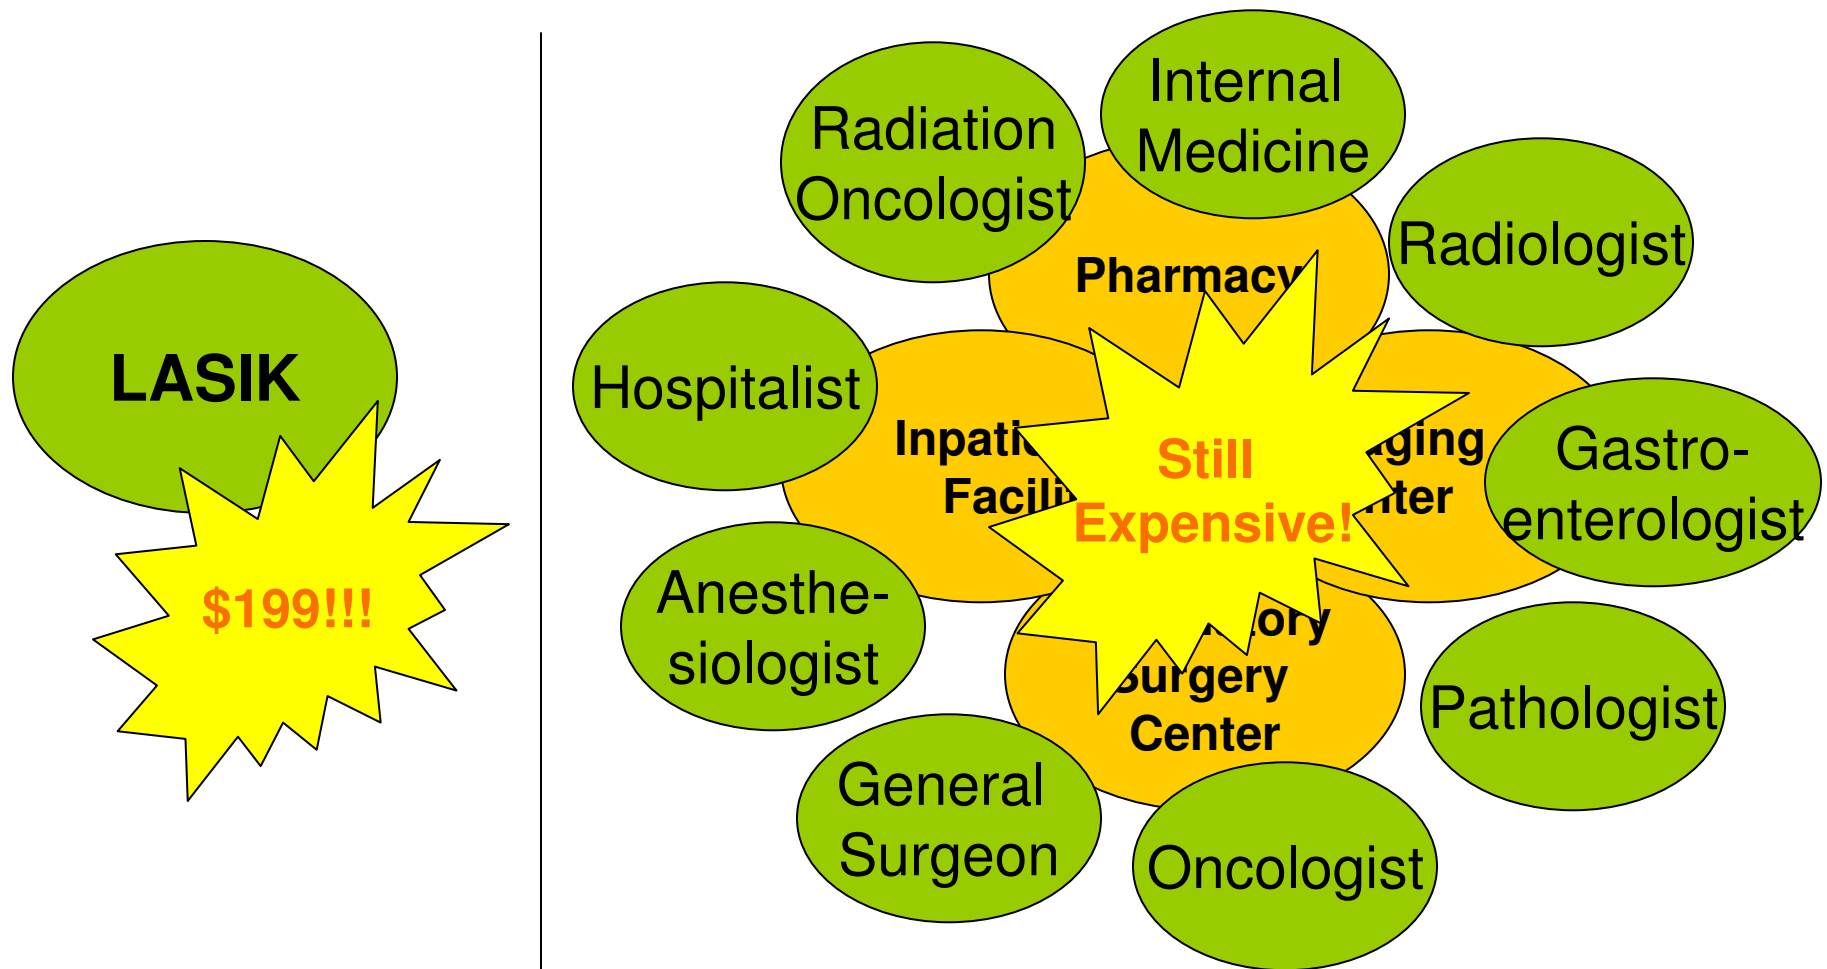 LASIK
$199!!!
Internal
Medicine
Radiation
Oncologist
Radiologist
Pharmacy
Hospitalist
Still
Expensive!
Gastro-
enterologist
Anesthe-
siologist
Surgery
Center
Pathologist
General
Surgeon
Oncologist